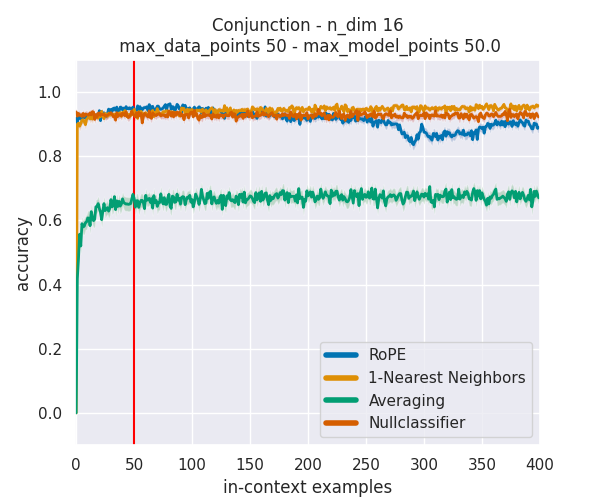 Conjunction - n_dim 16
max_data_points 50 - max_model_points 50.0
accuracy
1.0
0.8
0.6
0.4
0.2
0.0
RoPE
1-Nearest Neighbors
Averaging
Nullclassifier
0 50 100 150 200 250 300 350 400
in-context examples